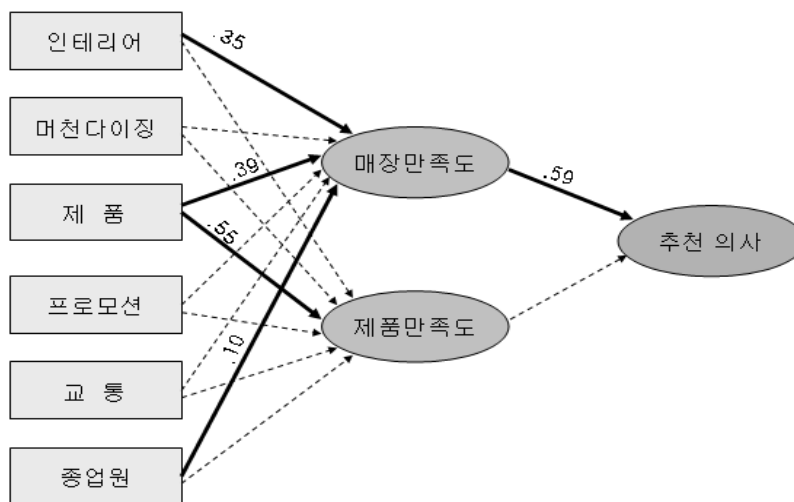 인테리어
.35
머천다이징
매장만족도
.39
.59
제 품
.55
추천 의사
프로모션
제품만족도
.10
교 통
종업원